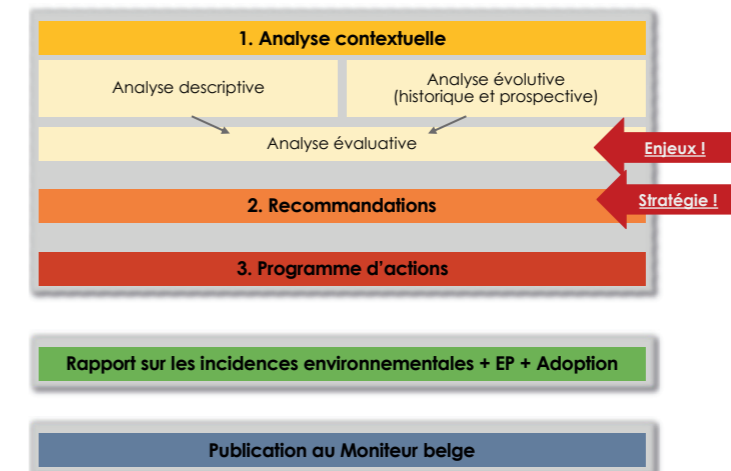 1. Analyse contextuelle
Analyse descriptive
Analyse évolutive
(historique et prospective)
Analyse évaluative
Enjeux !
2. Recommandations
Stratégie !
3. Programme d’actions
Rapport sur les incidences environnementales + EP + Adoption
Publication au Moniteur belge